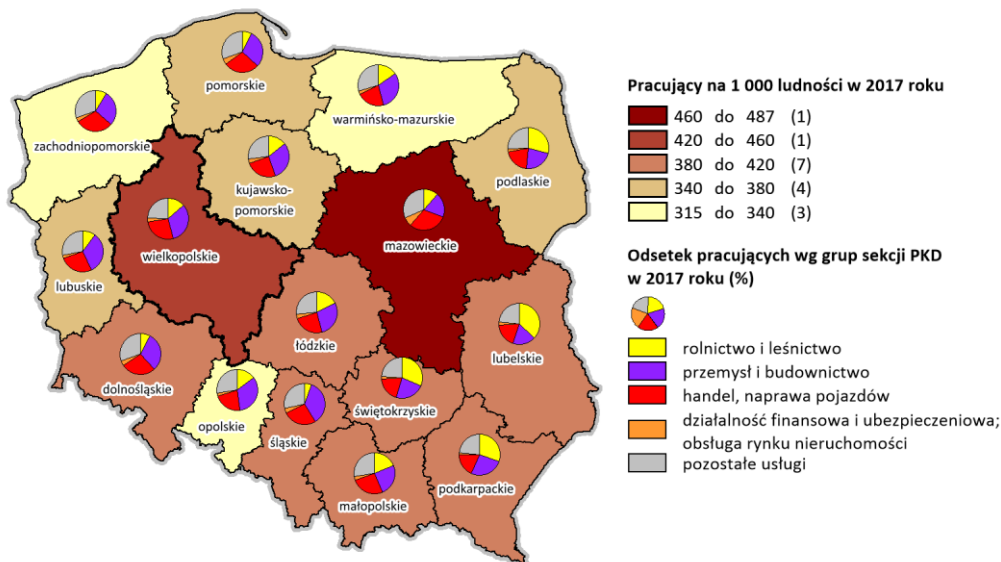 pomorskie
warmińsko-mazurskie
zachodniopomorskie
podlaskie
kujawsko-
pomorskie
mazowieckie
wielkopolskie
lubuskie
łódzkie
lubelskie
dolnośląskie
świętokrzyskie
opolskie
śląskie
podkarpackie
małopolskie
Pracujący na 1 000 ludności w 2017 roku
460 do 487 (1)
420 do 460 (1)
380 do 420 (7)
340 do 380 (4)
315 do 340 (3)
Odsetek pracujących wg grup sekcji PKD
w 2017 roku (%)
rolnictwo i leśnictwo
przemysł i budownictwo
handel, naprawa pojazdów
działalność finansowa i ubezpieczeniowa;
obsługa rynku nieruchomości
pozostałe usługi